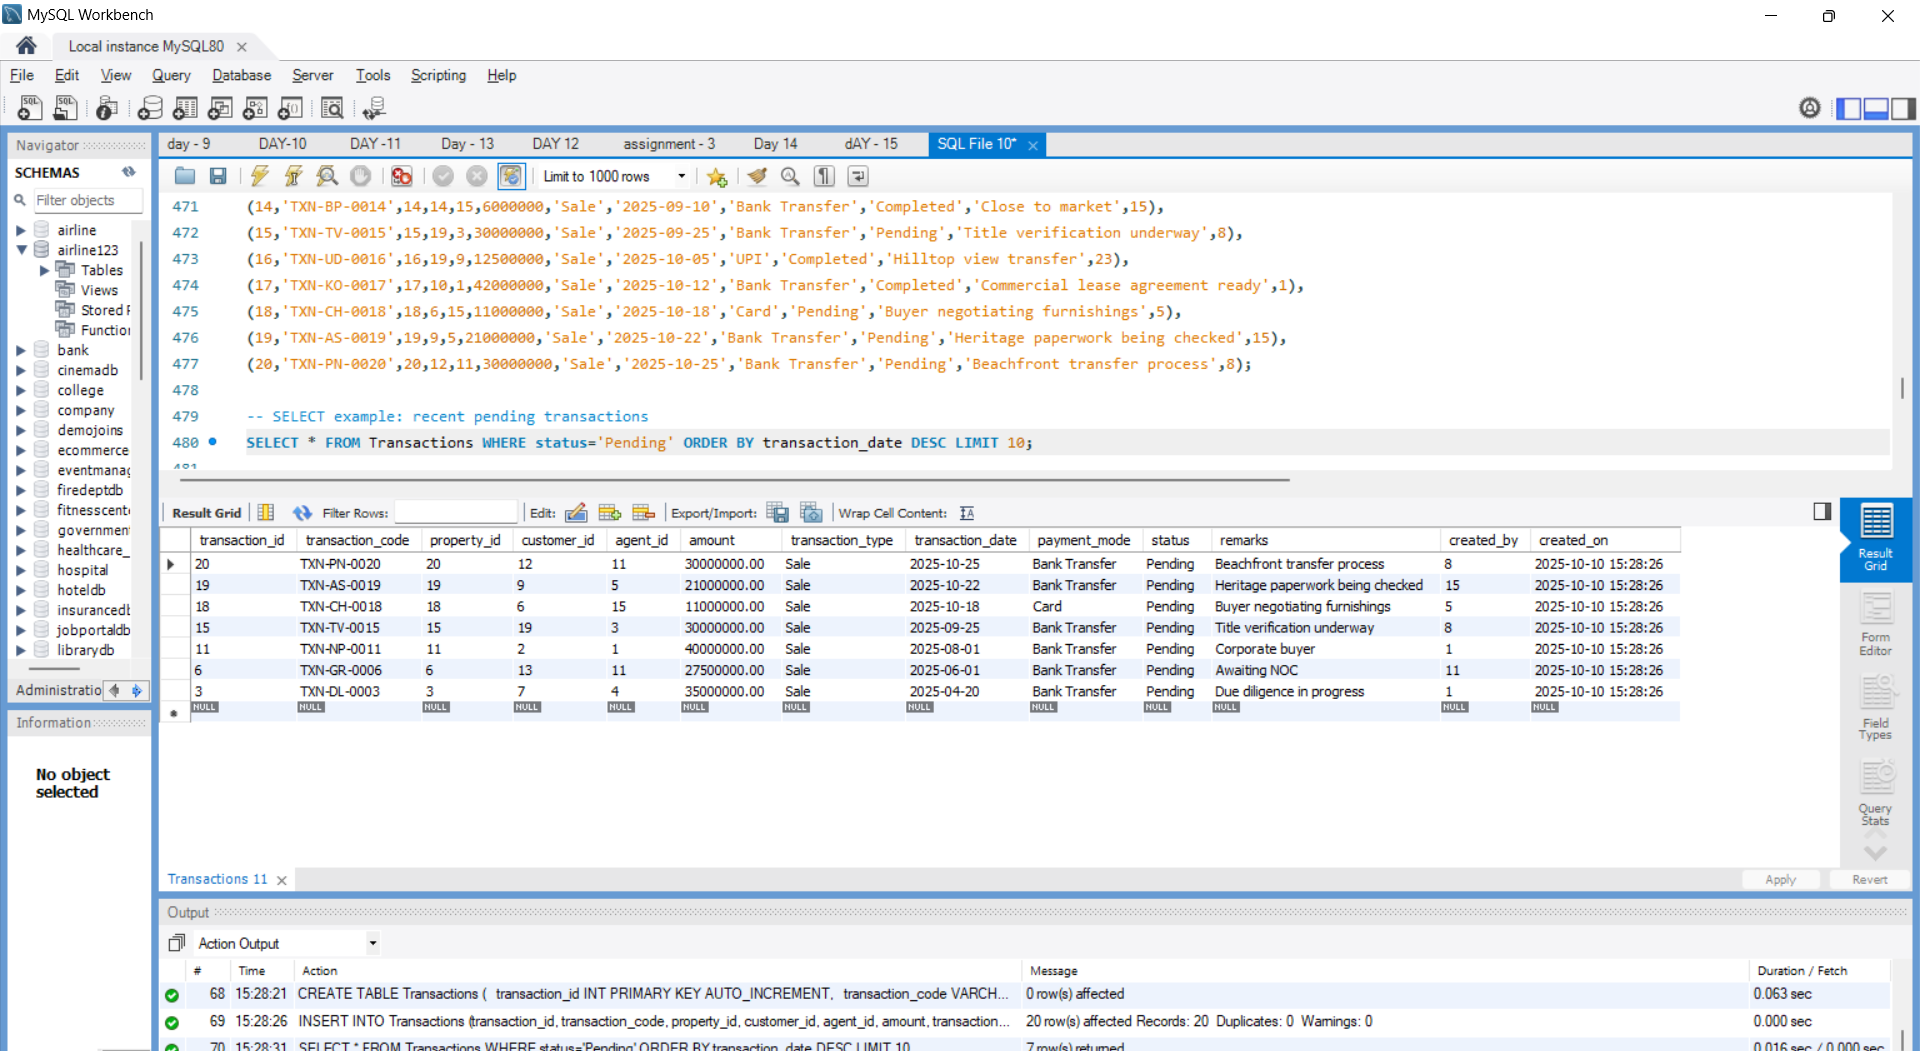 MySQL Workbench
Local instance MySQL80
File Edit View Query Database Server Tools Scripting Help
Navigator
SCHEMAS
Filter objects
airline
airline123
Tables
Views
Stored P
Function
bank
cinemadb
college
company
demojoins
ecommerce
eventmanag
firedeptdb
fitnesscente
government
healthcare_
hospital
hoteldb
insurancedb
jobportaldb
librarydb
Administratio
Information
No object
selected
day - 9 DAY-10 DAY -11 Day - 13 DAY 12 assignment - 3 Day 14 dAY - 15 SQL File 10*
Limit to 1000 rows
471 (14,'TXN-BP-0014',14,14,15,6000000,'Sale','2025-09-10','Bank Transfer','Completed','Close to market',15),
472 (15,'TXN-TV-0015',15,19,3,30000000,'Sale','2025-09-25','Bank Transfer','Pending','Title verification underway',8),
473 (16,'TXN-UD-0016',16,19,9,12500000,'Sale','2025-10-05','UPI','Completed','Hilltop view transfer',23),
474 (17,'TXN-KO-0017',17,10,1,42000000,'Sale','2025-10-12','Bank Transfer','Completed','Commercial lease agreement ready',1),
475 (18,'TXN-CH-0018',18,6,15,11000000,'Sale','2025-10-18','Card','Pending','Buyer negotiating furnishings',5),
476 (19,'TXN-AS-0019',19,9,5,21000000,'Sale','2025-10-22','Bank Transfer','Pending','Heritage paperwork being checked',15),
477 (20,'TXN-PN-0020',20,12,11,30000000,'Sale','2025-10-25','Bank Transfer','Pending','Beachfront transfer process',8);
478
479 -- SELECT example: recent pending transactions
480 SELECT * FROM Transactions WHERE status='Pending' ORDER BY transaction_date DESC LIMIT 10;
481
Result Grid Filter Rows: Edit: Export/Import: Wrap Cell Content:
transaction_id transaction_code property_id customer_id agent_id amount transaction_type transaction_date payment_mode status remarks created_by created_on
20 TXN-PN-0020 20 12 11 30000000.00 Sale 2025-10-25 Bank Transfer Pending Beachfront transfer process 8 2025-10-10 15:28:26
19 TXN-AS-0019 19 9 5 21000000.00 Sale 2025-10-22 Bank Transfer Pending Heritage paperwork being checked 15 2025-10-10 15:28:26
18 TXN-CH-0018 18 6 15 11000000.00 Sale 2025-10-18 Card Pending Buyer negotiating furnishings 5 2025-10-10 15:28:26
15 TXN-TV-0015 15 19 3 30000000.00 Sale 2025-09-25 Bank Transfer Pending Title verification underway 8 2025-10-10 15:28:26
11 TXN-NP-0011 11 2 1 40000000.00 Sale 2025-08-01 Bank Transfer Pending Corporate buyer 1 2025-10-10 15:28:26
6 TXN-GR-0006 6 13 11 27500000.00 Sale 2025-06-01 Bank Transfer Pending Awaiting NOC 11 2025-10-10 15:28:26
3 TXN-DL-0003 3 7 4 35000000.00 Sale 2025-04-20 Bank Transfer Pending Due diligence in progress 1 2025-10-10 15:28:26
NULL NULL NULL NULL NULL NULL NULL NULL NULL NULL NULL NULL NULL
Result
Grid
Form
Editor
Field
Types
Query
Stats
Transactions 11
Apply Revert
Output
Action Output
# Time Action Message Duration / Fetch
68 15:28:21 CREATE TABLE Transactions ( transaction_id INT PRIMARY KEY AUTO_INCREMENT, transaction_code VARCH... 0 row(s) affected 0.063 sec
69 15:28:26 INSERT INTO Transactions (transaction_id, transaction_code, property_id, customer_id, agent_id, amount, transaction... 20 row(s) affected Records: 20 Duplicates: 0 Warnings: 0 0.000 sec
70 15:28:31 SELECT * FROM Transactions WHERE status='Pending' ORDER BY transaction_date DESC LIMIT 10 7 row(s) returned 0.016 sec / 0.000 sec